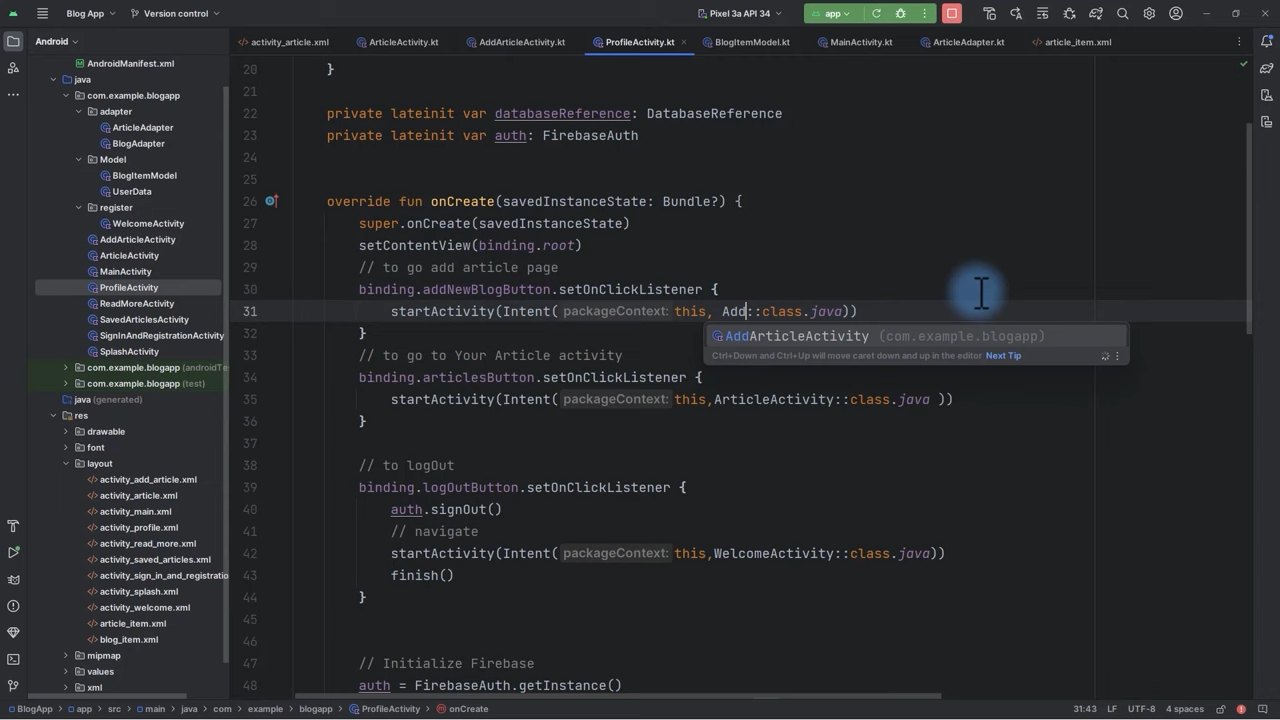 Blog App
Version control
Pixel 3a API 34
app
Android
activity_article.xml
ArticleActivity.kt
AddArticleActivity.kt
ProfileActivity.kt
BlogItemModel.kt
MainActivity.kt
ArticleAdapter.kt
article_item.xml
AndroidManifest.xml
java
com.example.blogapp
adapter
ArticleAdapter
BlogAdapter
Model
BlogItemModel
UserData
register
WelcomeActivity
AddArticleActivity
ArticleActivity
MainActivity
ProfileActivity
ReadMoreActivity
SavedArticlesActivity
SignInAndRegistrationActivity
SplashActivity
com.example.blogapp (androidTe
com.example.blogapp (test)
java (generated)
res
drawable
font
layout
activity_add_article.xml
activity_article.xml
activity_main.xml
activity_profile.xml
activity_read_more.xml
activity_saved_articles.xml
activity_sign_in_and_registration
activity_splash.xml
activity_welcome.xml
article_item.xml
blog_item.xml
mipmap
values
xml
20 }
21
22 private lateinit var databaseReference: DatabaseReference
23 private lateinit var auth: FirebaseAuth
24
25
26 override fun onCreate(savedInstanceState: Bundle?) {
27 super.onCreate(savedInstanceState)
28 setContentView(binding.root)
29 // to go add article page
30 binding.addNewBlogButton.setOnClickListener {
31 startActivity(Intent( packageContext: this, Add::class.java))
AddArticleActivity (com.example.blogapp)
Ctrl+Down and Ctrl+Up will move caret down and up in the editor Next Tip
32 }
33 // to go to Your Article activity
34 binding.articlesButton.setOnClickListener {
35 startActivity(Intent( packageContext: this,ArticleActivity::class.java ))
36 }
37
38 // to logOut
39 binding.logOutButton.setOnClickListener {
40 auth.signOut()
41 // navigate
42 startActivity(Intent( packageContext: this,WelcomeActivity::class.java))
43 finish()
44 }
45
46
47 // Initialize Firebase
48 auth = FirebaseAuth.getInstance()
BlogApp > app > src > main > java > com > example > blogapp > ProfileActivity > onCreate
31:43 LF UTF-8 4 spaces